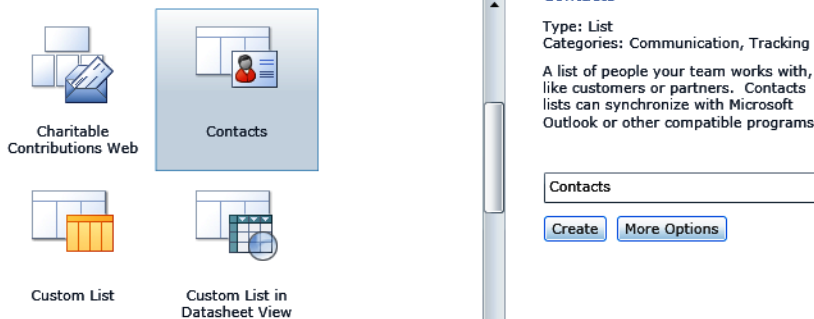 Charitable
Contributions Web
Contacts
Custom List
Custom List in
Datasheet View
Type: List
Categories: Communication, Tracking
A list of people your team works with,
like customers or partners.  Contacts
lists can synchronize with Microsoft
Outlook or other compatible programs
Contacts
Create
More Options